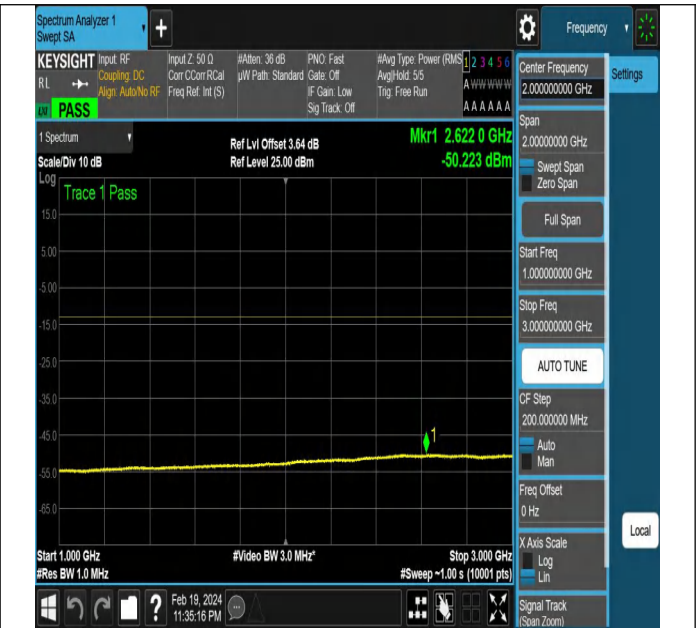 Spectrum Analyzer 1
Swept SA
Frequency
KEYSIGHT
RL
PASS
Input: RF
Coupling: DC
Align: Auto/No RF
Input Z: 50 Ω
Corr CCorr RCal
Freq Ref: Int (S)
#Atten: 36 dB
µW Path: Standard
PNO: Fast
Gate: Off
IF Gain: Low
Sig Track: Off
#Avg Type: Power (RMS
Avg|Hold: 5/5
Trig: Free Run
1 2 3 4 5 6
A W W W W W
A A A A A A
1 Spectrum
Scale/Div 10 dB
Log
Ref Lvl Offset 3.64 dB
Ref Level 25.00 dBm
Mkr1 2.622 0 GHz
-50.223 dBm
Trace 1 Pass
15.0
5.00
-5.00
-15.0
-25.0
-35.0
-45.0
-55.0
-65.0
1
Start 1.000 GHz
#Res BW 1.0 MHz
#Video BW 3.0 MHz*
Stop 3.000 GHz
#Sweep ~1.00 s (10001 pts)
Feb 19, 2024
11:35:16 PM
?
Settings
Center Frequency
2.000000000 GHz
Span
2.00000000 GHz
Swept Span
Zero Span
Full Span
Start Freq
1.000000000 GHz
Stop Freq
3.000000000 GHz
AUTO TUNE
CF Step
200.000000 MHz
Auto
Man
Freq Offset
0 Hz
X Axis Scale
Log
Lin
Signal Track
(Span Zoom)
Local